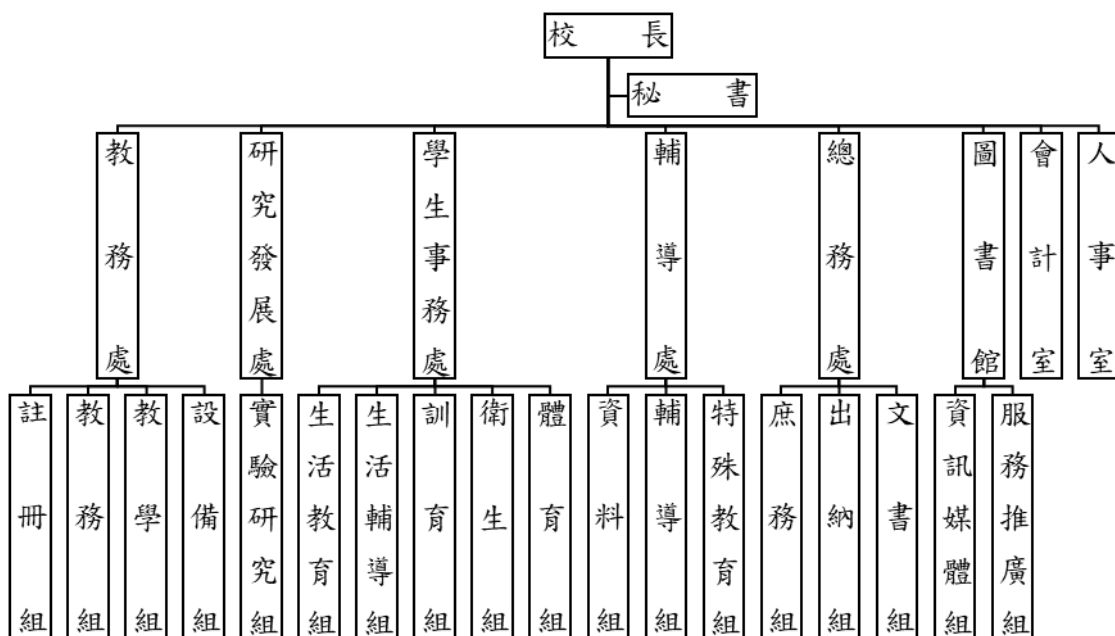 校長
秘書
教務處
研究發展處
學生事務處
輔導處
總務處
圖書館
會計室
人事室
註冊組
教務組
教學組
設備組
實驗研究組
生活教育組
生活輔導組
訓育組
衛生組
體育組
資料組
輔導組
特殊教育組
庶務組
出納組
文書組
資訊媒體組
服務推廣組